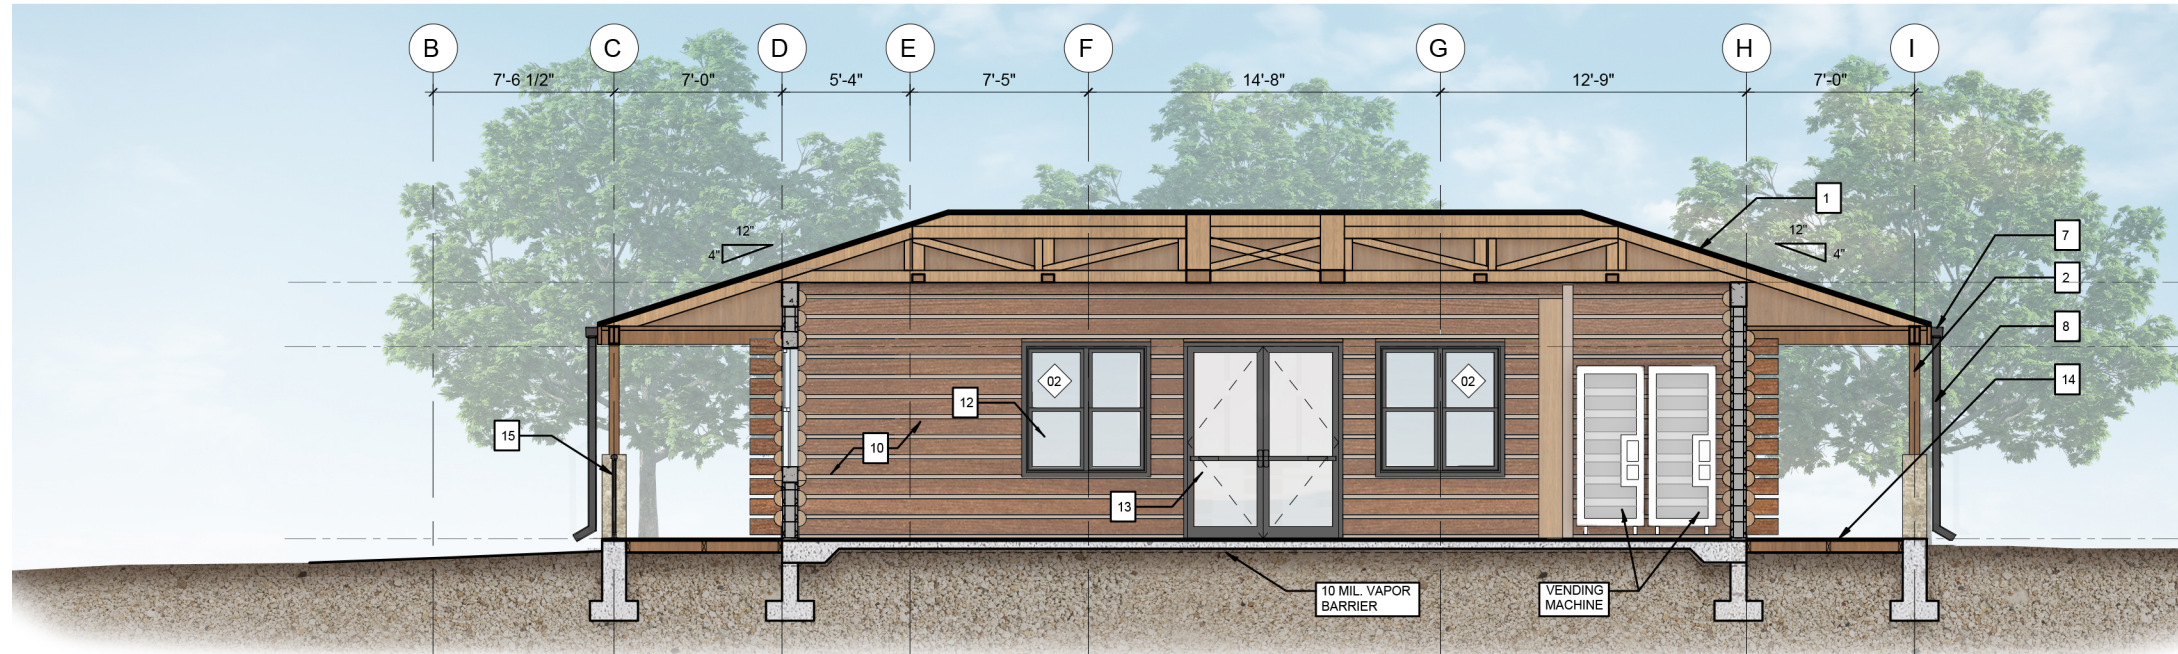 B C D E F G H I
7'-6 1/2" 7'-0" 5'-4" 7'-5" 14'-8" 12'-9" 7'-0"
1
12"
4"
12"
4"
7
2
8
14
02
02
12
15
10
13
10 MIL. VAPOR
BARRIER
VENDING
MACHINE